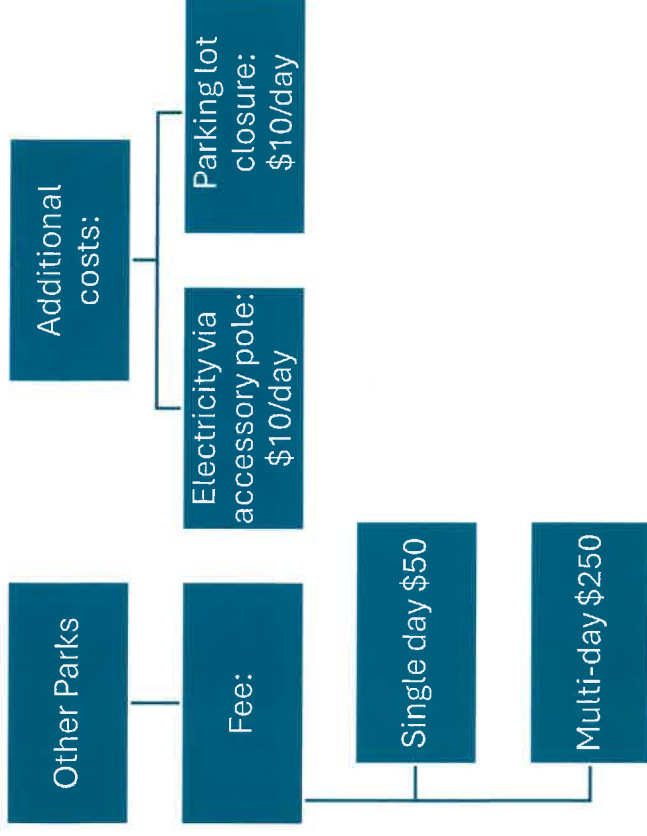 Other Parks
Fee:
Single day $50
Multi-day $250
Additional
costs:
Electricity via
accessory pole:
$10/day
Parking lot
closure:
$10/day